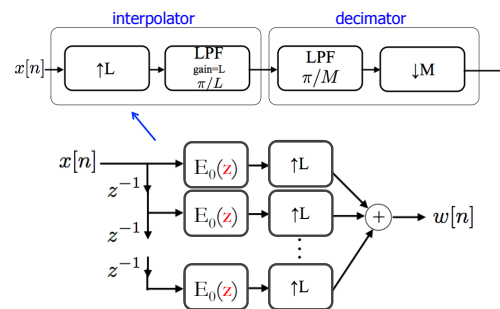 interpolator decimator
x[n] ↑L LPF gain=L π/L LPF π/M ↓M
x[n] E₀(z) ↑L
z⁻¹
E₀(z) ↑L + w[n]
z⁻¹
⋮
z⁻¹ E₀(z) ↑L